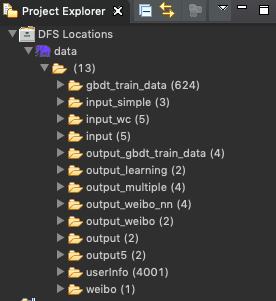 Project Explorer
DFS Locations
data
(13)
gbdt_train_data (624)
input_simple (3)
input_wc (5)
input (5)
output_gbdt_train_data (4)
output_learning (2)
output_multiple (4)
output_weibo_nn (4)
output_weibo (2)
output (2)
output5 (2)
userInfo (4001)
weibo (1)